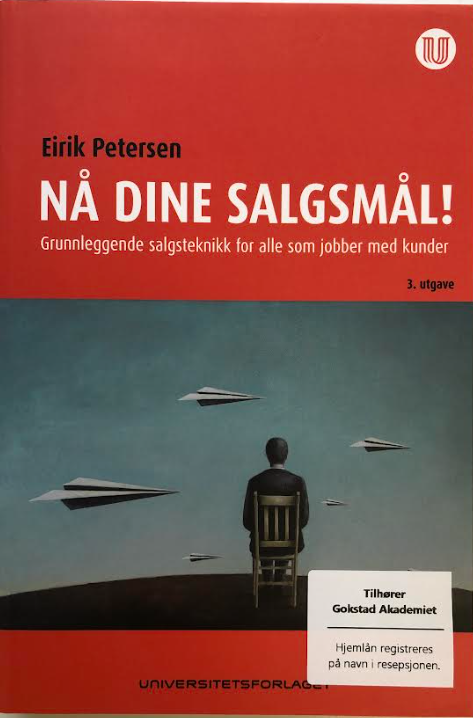 U
Eirik Petersen
NÅ DINE SALGSMÅL!
Grunnleggende salgsteknikk for alle som jobber med kunder
3. utgave
Tilhører
Gokstad Akademiet
Hjemlån registreres
på navn i resepsjonen.
UNIVERSITETSFORLAGET